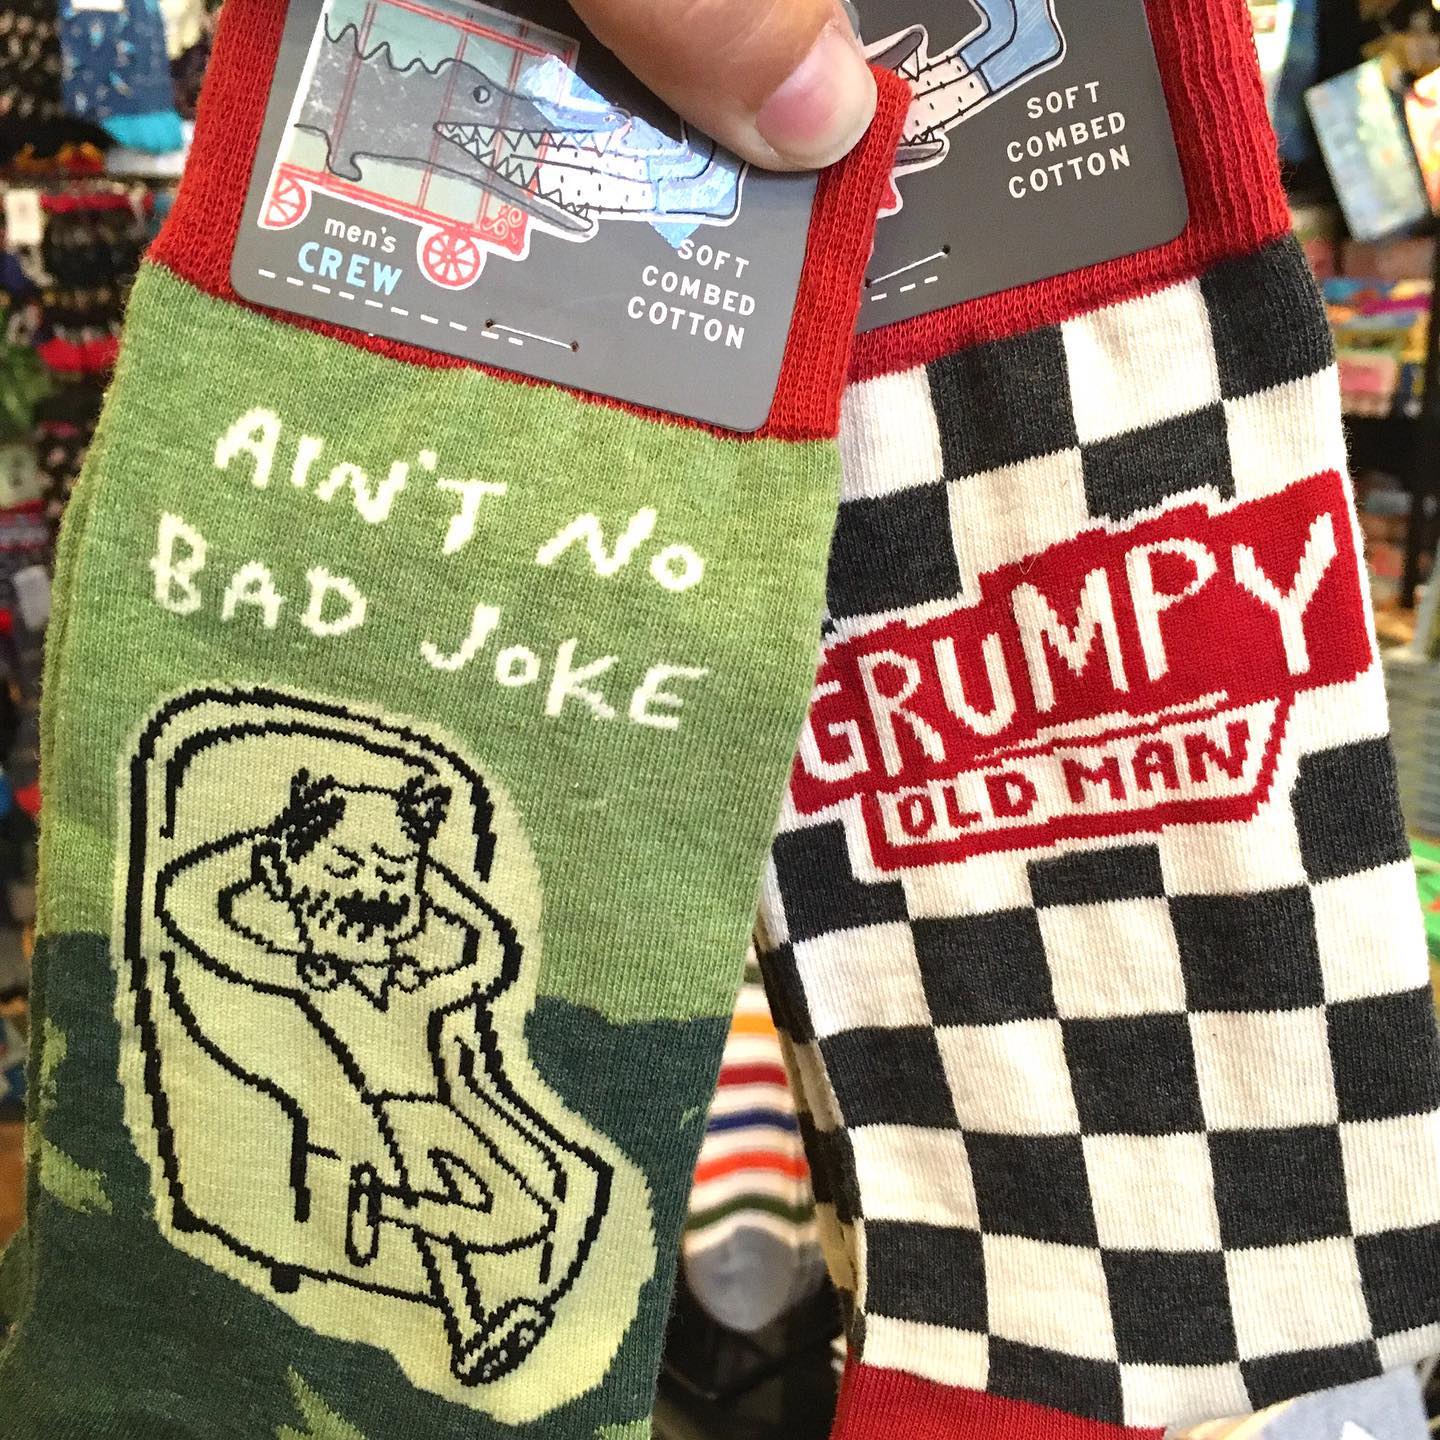 men's
CREW
SOFT
COMBED
COTTON
AIN'T NO
BAD JOKE
SOFT
COMBED
COTTON
GRUMPY
OLD MAN